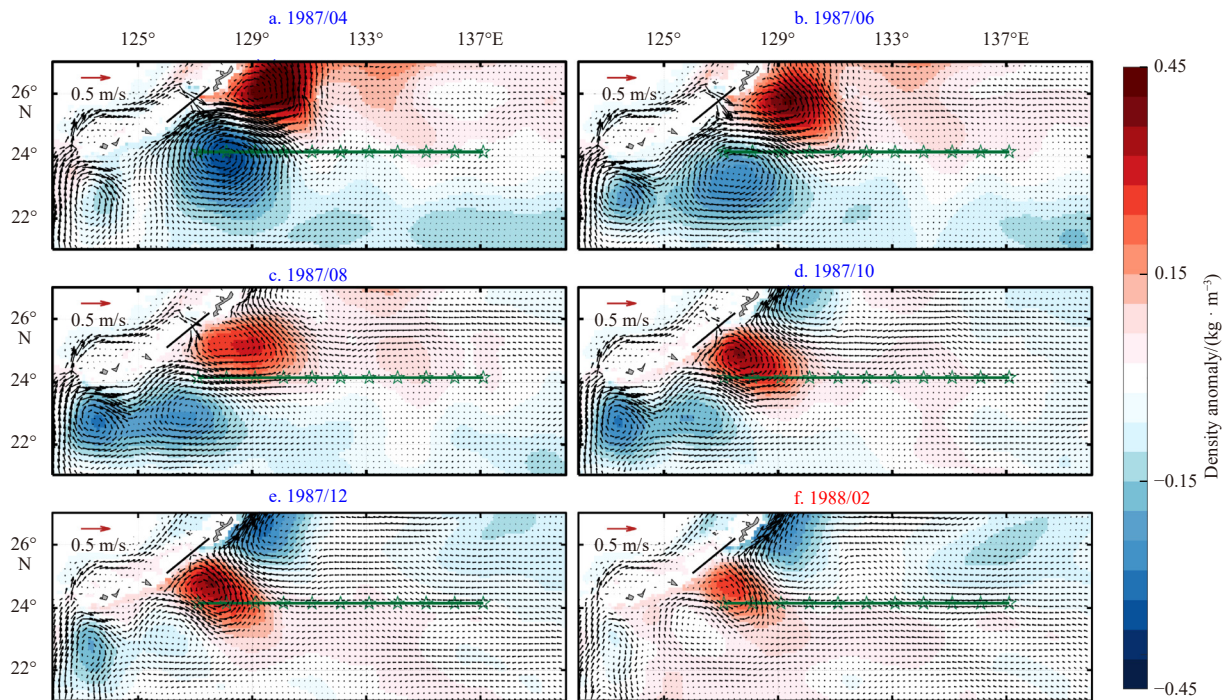 a. 1987/04
b. 1987/06
125° 129° 133° 137°E
125° 129° 133° 137°E
26°
N
24°
22°
0.5 m/s
0.5 m/s
c. 1987/08
d. 1987/10
26°
N
24°
22°
0.5 m/s
0.5 m/s
e. 1987/12
f. 1988/02
26°
N
24°
22°
0.5 m/s
0.5 m/s
0.45
0.15
−0.15
−0.45
Density anomaly/(kg · m⁻³)